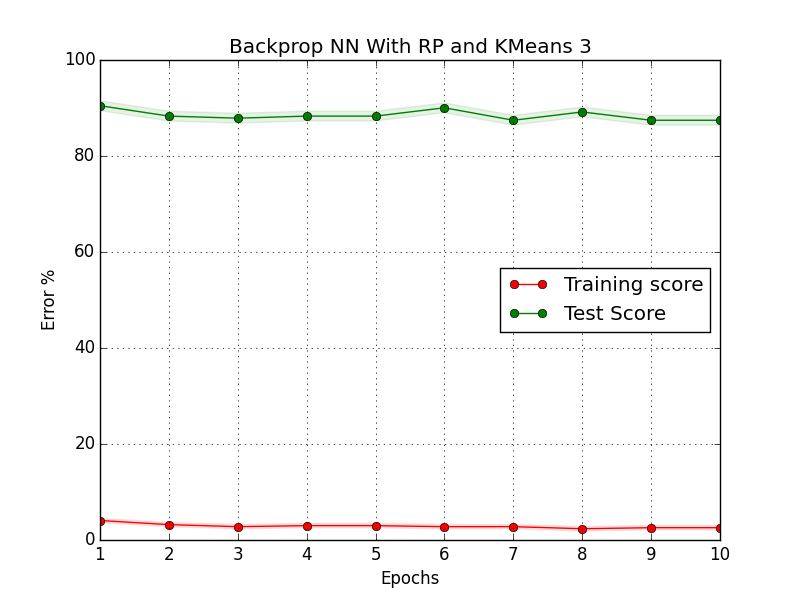 Backprop NN With RP and KMeans 3
100
80
60
40
20
0
Error %
Training score
Test Score
1 2 3 4 5 6 7 8 9 10
Epochs